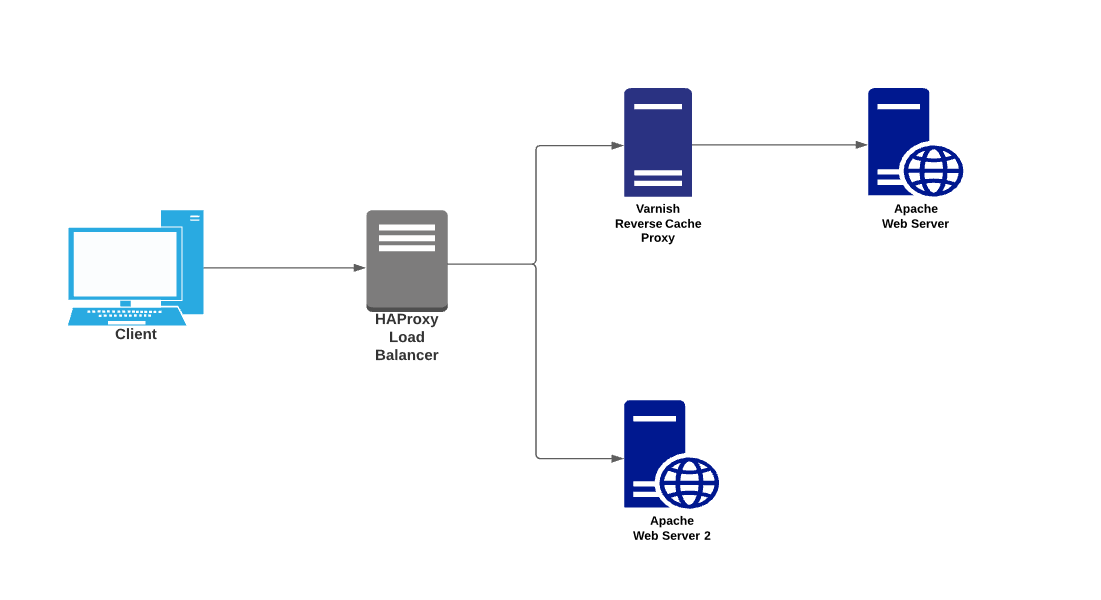 Client
HAProxy
Load
Balancer
Varnish
Reverse Cache
Proxy
Apache
Web Server
Apache
Web Server 2